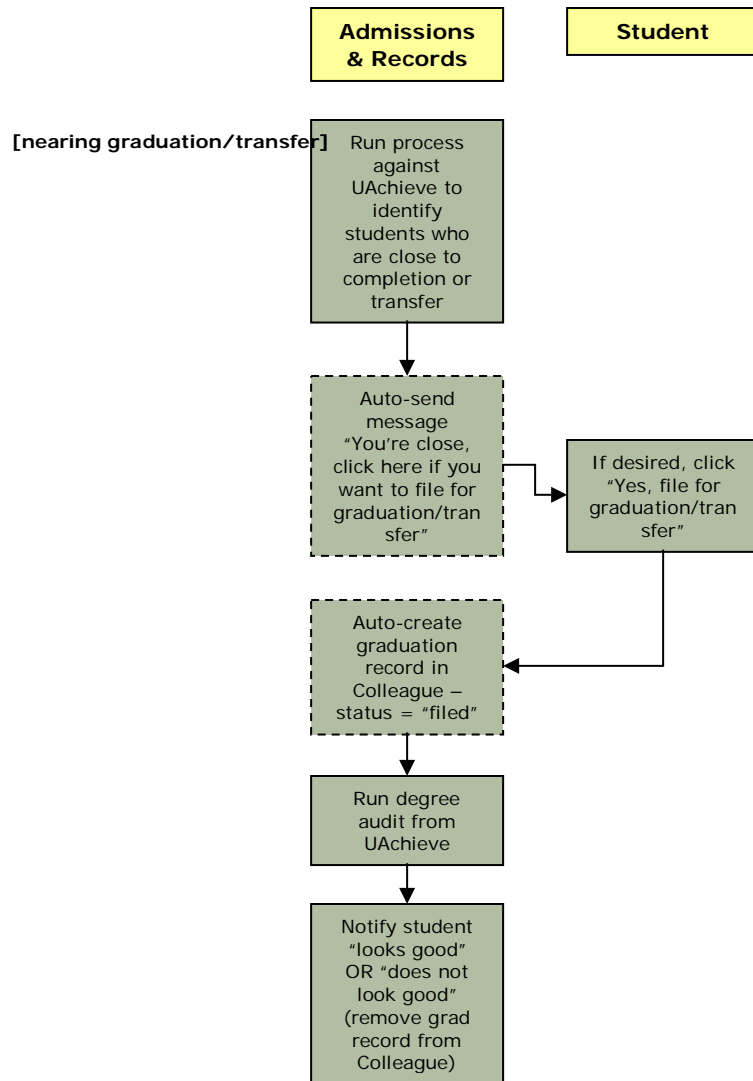 Admissions
& Records
Student
[nearing graduation/transfer]
Run process
against
UAchieve to
identify
students who
are close to
completion or
transfer
Auto-send
message
“You’re close,
click here if you
want to file for
graduation/tran
sfer”
If desired, click
“Yes, file for
graduation/tran
sfer”
Auto-create
graduation
record in
Colleague –
status = “filed”
Run degree
audit from
UAchieve
Notify student
“looks good”
OR “does not
look good”
(remove grad
record from
Colleague)